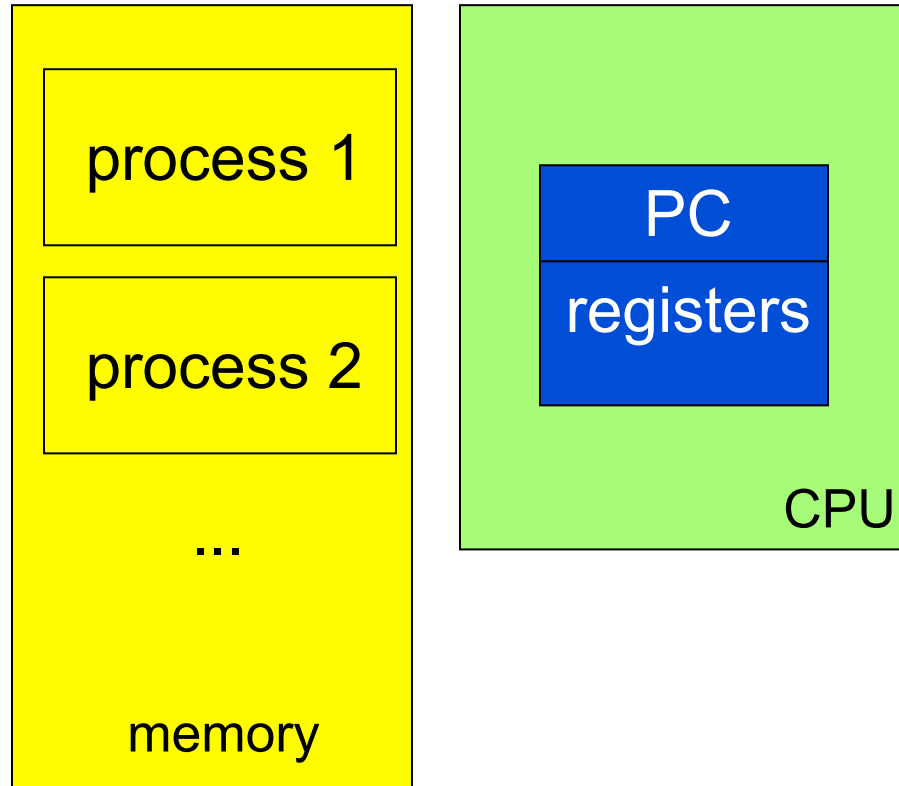 process 1
process 2
...
memory
PC
registers
CPU